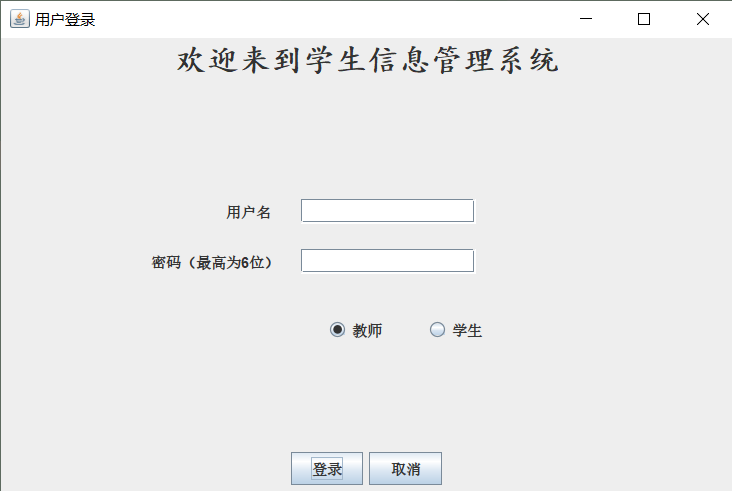 用户登录
欢迎来到学生信息管理系统
用户名
密码（最高为6位）
教师 学生
登录 取消